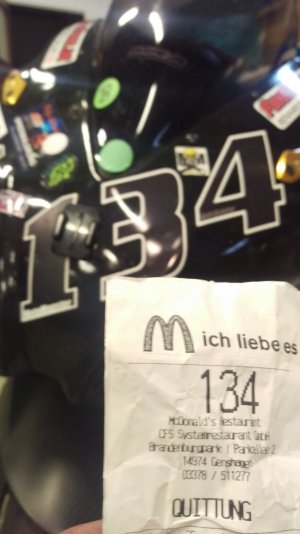 134
M ich liebe es
134
McDonald's Restaurant
CFS Systemrestaurant GmbH
Brandenburgpark / Parkallee 2
14974 Genshagen
03378 / 511277
QUITTUNG